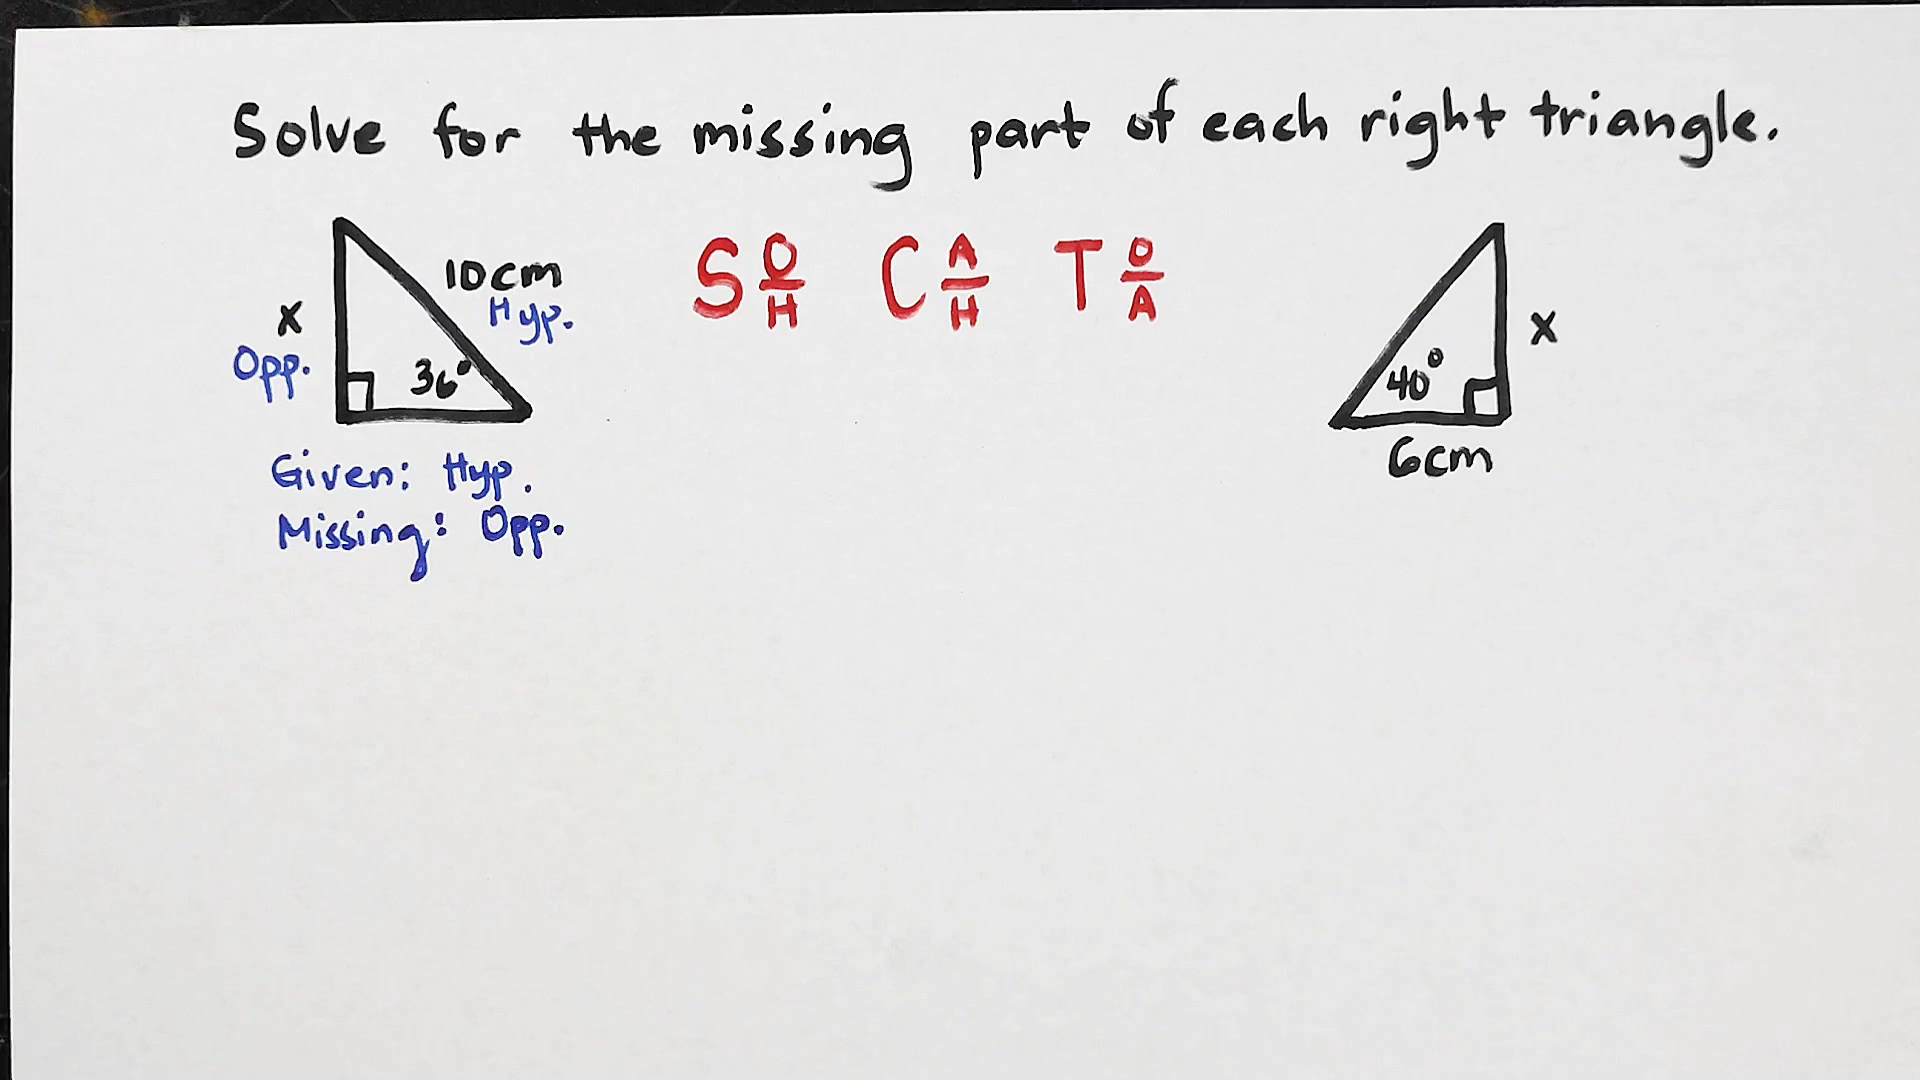 Solve for the missing part of each right triangle.
10cm
Hyp.
x
Opp.
36°
Given: Hyp.
Missing: Opp.
S O/H C A/H T O/A
x
40°
6cm